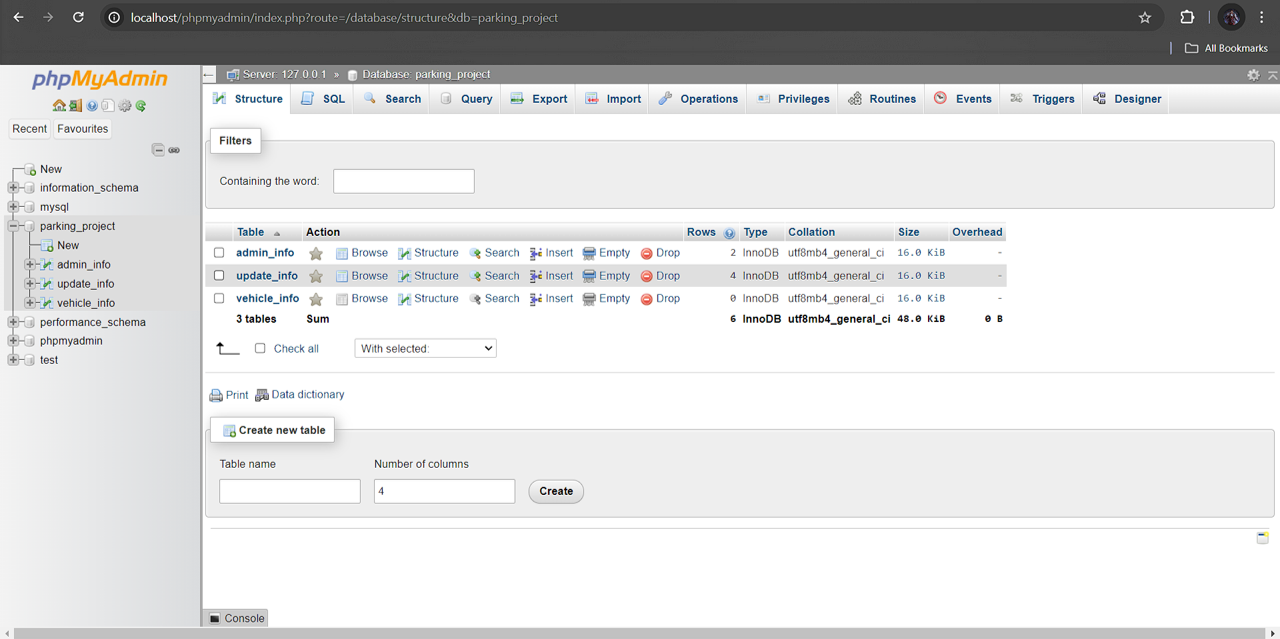 localhost/phpmyadmin/index.php?route=/database/structure&db=parking_project
All Bookmarks
phpMyAdmin
Recent Favourites
New
information_schema
mysql
parking_project
New
admin_info
update_info
vehicle_info
performance_schema
phpmyadmin
test
Server: 127.0.0.1 » Database: parking_project
Structure SQL Search Query Export Import Operations Privileges Routines Events Triggers Designer
Filters
Containing the word:
Table Action Rows Type Collation Size Overhead
admin_info Browse Structure Search Insert Empty Drop 2 InnoDB utf8mb4_general_ci 16.0 KiB -
update_info Browse Structure Search Insert Empty Drop 4 InnoDB utf8mb4_general_ci 16.0 KiB -
vehicle_info Browse Structure Search Insert Empty Drop 0 InnoDB utf8mb4_general_ci 16.0 KiB -
3 tables Sum 6 InnoDB utf8mb4_general_ci 48.0 KiB 0 B
Check all With selected:
Print Data dictionary
Create new table
Table name Number of columns
4 Create
Console